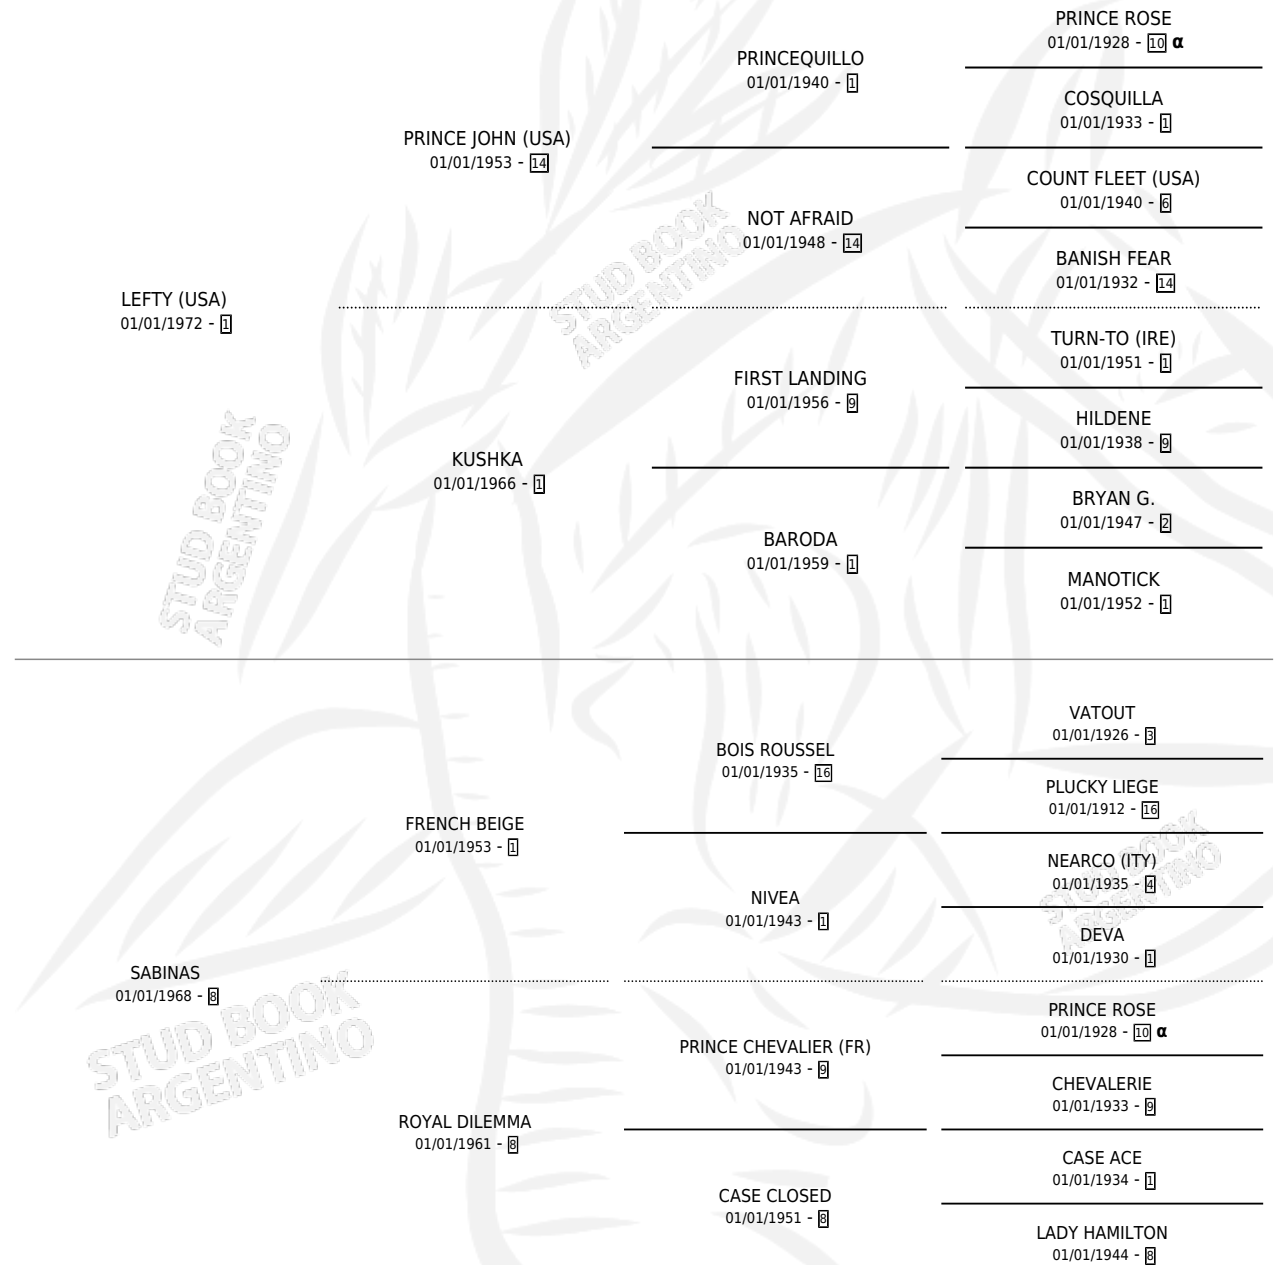 PRINCE ROSE
01/01/1928 - 10 α
PRINCEQUILLO
01/01/1940 - 1
COSQUILLA
01/01/1933 - 1
PRINCE JOHN (USA)
01/01/1953 - 14
COUNT FLEET (USA)
01/01/1940 - 6
NOT AFRAID
01/01/1948 - 14
BANISH FEAR
01/01/1932 - 14
STUD BOOK
ARGENTINO
LEFTY (USA)
01/01/1972 - 1
TURN-TO (IRE)
01/01/1951 - 1
FIRST LANDING
01/01/1956 - 9
HILDENE
01/01/1938 - 9
KUSHKA
01/01/1966 - 1
BRYAN G.
01/01/1947 - 2
BARODA
01/01/1959 - 1
MANOTICK
01/01/1952 - 1
STUD BOOK
ARGENTINO
VATOUT
01/01/1926 - 3
BOIS ROUSSEL
01/01/1935 - 16
PLUCKY LIEGE
01/01/1912 - 16
FRENCH BEIGE
01/01/1953 - 1
NEARCO (ITY)
01/01/1935 - 4
NIVEA
01/01/1943 - 1
DEVA
01/01/1930 - 1
STUD BOOK
ARGENTINO
SABINAS
01/01/1968 - 8
PRINCE ROSE
01/01/1928 - 10 α
PRINCE CHEVALIER (FR)
01/01/1943 - 9
CHEVALERIE
01/01/1933 - 9
STUD BOOK
ARGENTINO
ROYAL DILEMMA
01/01/1961 - 8
CASE ACE
01/01/1934 - 1
CASE CLOSED
01/01/1951 - 8
LADY HAMILTON
01/01/1944 - 8